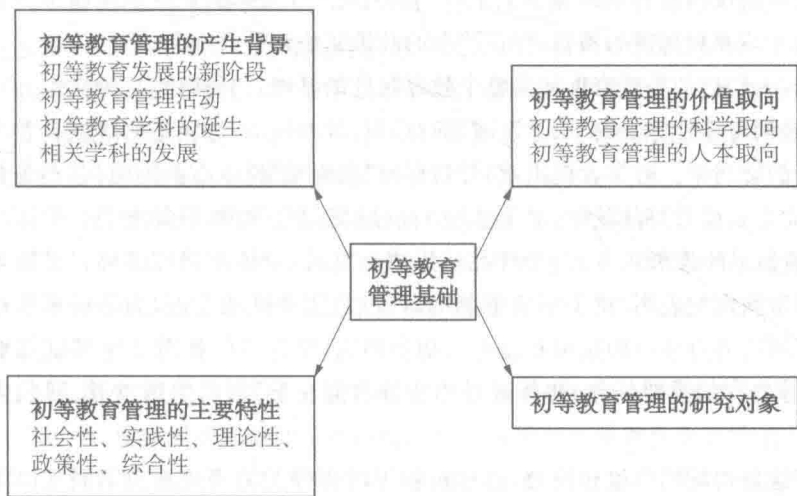 初等教育管理的产生背景
初等教育发展的新阶段
初等教育管理活动
初等教育学科的诞生
相关学科的发展
初等教育管理的价值取向
初等教育管理的科学取向
初等教育管理的人本取向
初等教育
管理基础
初等教育管理的主要特性
社会性、实践性、理论性、
政策性、综合性
初等教育管理的研究对象